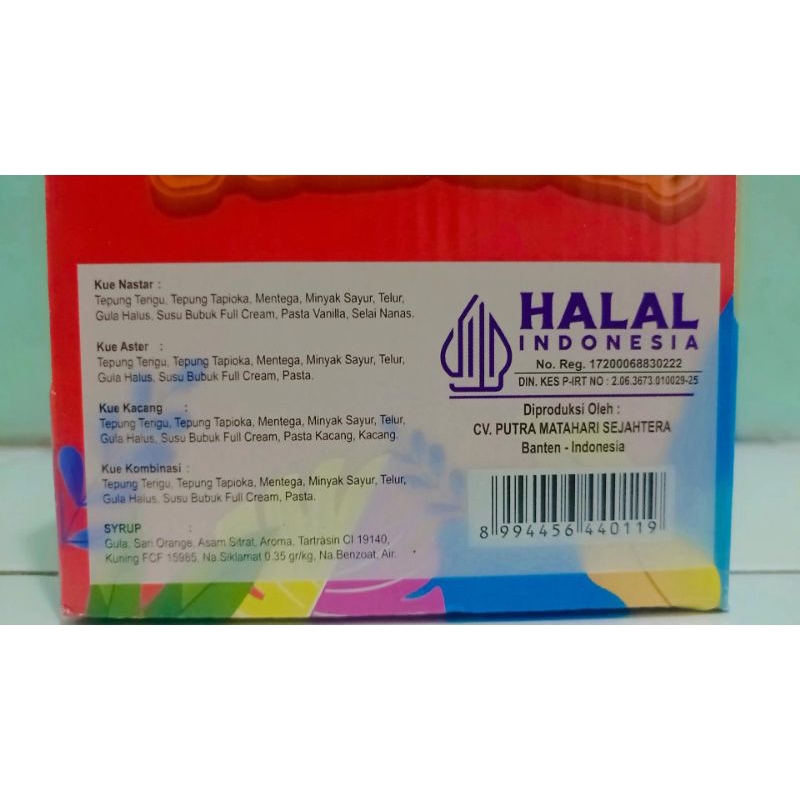 Kue Nastar :
Tepung Terigu, Tepung Tapioka, Mentega, Minyak Sayur, Telur,
Gula Halus, Susu Bubuk Full Cream, Pasta Vanilla, Selai Nanas.
Kue Aster :
Tepung Terigu, Tepung Tapioka, Mentega, Minyak Sayur, Telur,
Gula Halus, Susu Bubuk Full Cream, Pasta.
Kue Kacang :
Tepung Terigu, Tepung Tapioka, Mentega, Minyak Sayur, Telur,
Gula Halus, Susu Bubuk Full Cream, Pasta Kacang, Kacang.
Kue Kombinasi :
Tepung Terigu, Tepung Tapioka, Mentega, Minyak Sayur, Telur,
Gula Halus, Susu Bubuk Full Cream, Pasta.
SYRUP :
Gula, Sari Orange, Asam Sitrat, Aroma, Tartrasin CI 19140,
Kuning FCF 15985, Na Siklamat 0.35 gr/kg, Na Benzoat, Air.
HALAL
INDONESIA
No. Reg. 17200068830222
DIN. KES P-IRT NO : 2.06.3673.010029-25
Diproduksi Oleh :
CV. PUTRA MATAHARI SEJAHTERA
Banten - Indonesia
8 994456 440119